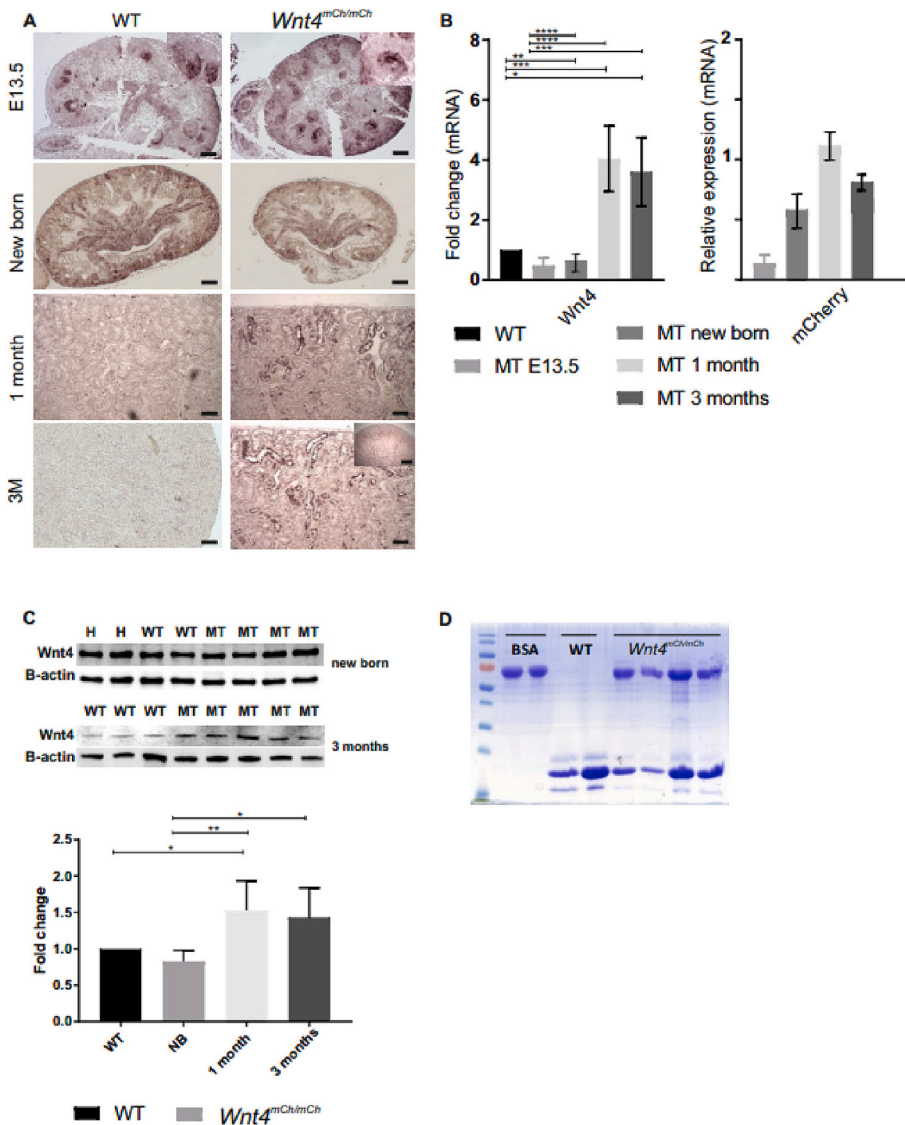 A
WT
Wnt4mCh/mCh
E13.5
New born
1 month
3M
B
Fold change (mRNA)
8
6
4
2
0
****
****
***
**
***
*
Wnt4
Relative expression (mRNA)
2
1
0
mCherry
WT
MT E13.5
MT new born
MT 1 month
MT 3 months
C
H H WT WT MT MT MT MT
Wnt4
B-actin
new born
WT WT WT MT MT MT MT MT
Wnt4
B-actin
3 months
Fold change
2.5
2.0
1.5
1.0
0.5
0.0
*
**
*
WT
NB
1 month
3 months
WT
Wnt4mCh/mCh
D
BSA WT Wnt4mCh/mCh